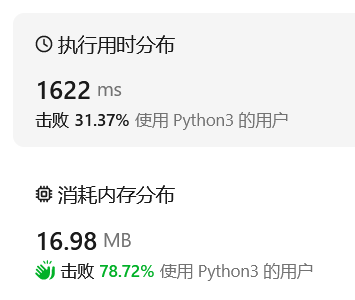 执行用时分布
1622 ms
击败 31.37% 使用 Python3 的用户
消耗内存分布
16.98 MB
击败 78.72% 使用 Python3 的用户